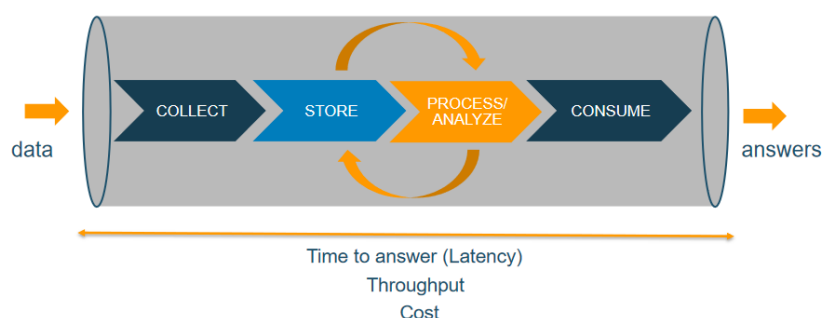 data
COLLECT
STORE
PROCESS/
ANALYZE
CONSUME
answers
Time to answer (Latency)
Throughput
Cost